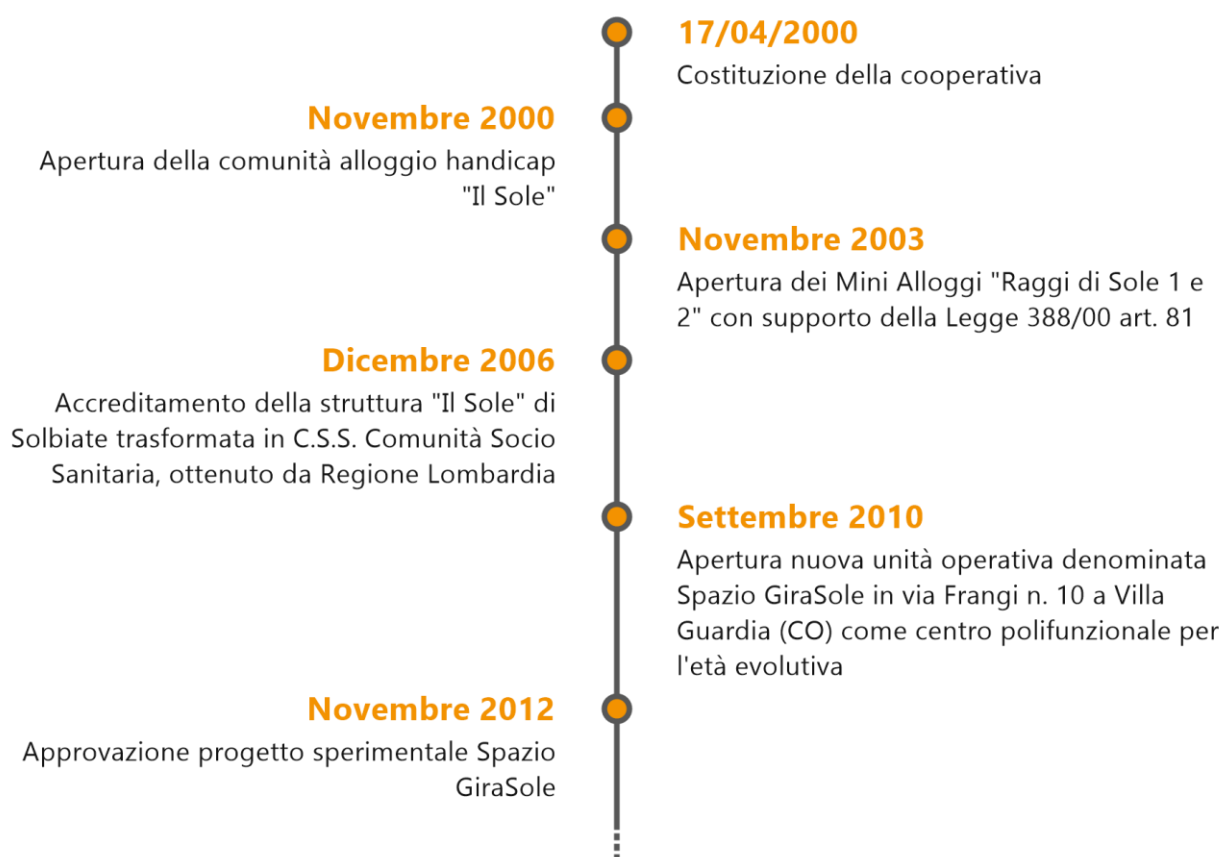 17/04/2000
Costituzione della cooperativa
Novembre 2000
Apertura della comunità alloggio handicap
"Il Sole"
Novembre 2003
Apertura dei Mini Alloggi "Raggi di Sole 1 e
2" con supporto della Legge 388/00 art. 81
Dicembre 2006
Accreditamento della struttura "Il Sole" di
Solbiate trasformata in C.S.S. Comunità Socio
Sanitaria, ottenuto da Regione Lombardia
Settembre 2010
Apertura nuova unità operativa denominata
Spazio GiraSole in via Frangi n. 10 a Villa
Guardia (CO) come centro polifunzionale per
l'età evolutiva
Novembre 2012
Approvazione progetto sperimentale Spazio
GiraSole